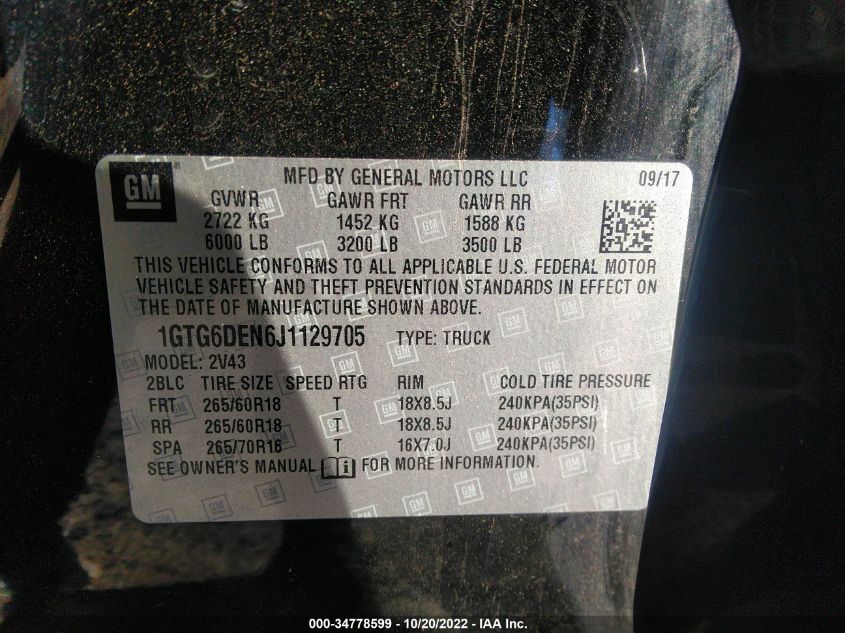 GM ® MFD BY GENERAL MOTORS LLC 09/17
GVWR GAWR FRT GAWR RR
2722 KG 1452 KG 1588 KG
6000 LB 3200 LB 3500 LB
THIS VEHICLE CONFORMS TO ALL APPLICABLE U.S. FEDERAL MOTOR
VEHICLE SAFETY AND THEFT PREVENTION STANDARDS IN EFFECT ON
THE DATE OF MANUFACTURE SHOWN ABOVE.
1GTG6DEN6J1129705 TYPE: TRUCK
MODEL: 2V43
2BLC TIRE SIZE SPEED RTG RIM COLD TIRE PRESSURE
FRT 265/60R18 T 18X8.5J 240KPA(35PSI)
RR 265/60R18 T 18X8.5J 240KPA(35PSI)
SPA 265/70R16 T 16X7.0J 240KPA(35PSI)
SEE OWNER'S MANUAL FOR MORE INFORMATION.
000-34778599 - 10/20/2022 - IAA Inc.